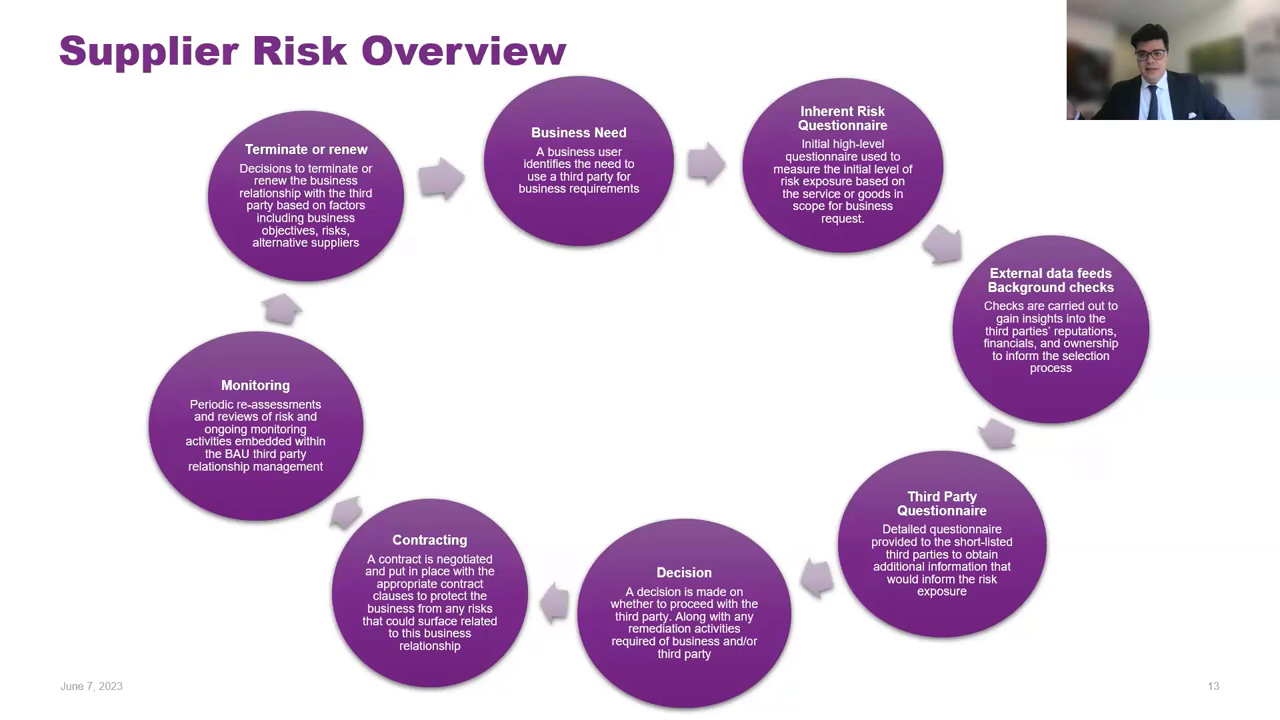 Supplier Risk Overview
Business Need
A business user
identifies the need to
use a third party for
business requirements
Inherent Risk
Questionnaire
Initial high-level
questionnaire used to
measure the initial level of
risk exposure based on
the service or goods in
scope for business
request.
External data feeds
Background checks
Checks are carried out to
gain insights into the
third parties' reputations,
financials, and ownership
to inform the selection
process
Third Party
Questionnaire
Detailed questionnaire
provided to the short-listed
third parties to obtain
additional information that
would inform the risk
exposure
Decision
A decision is made on
whether to proceed with the
third party. Along with any
remediation activities
required of business and/or
third party
Contracting
A contract is negotiated
and put in place with the
appropriate contract
clauses to protect the
business from any risks
that could surface related
to this business
relationship
Monitoring
Periodic re-assessments
and reviews of risk and
ongoing monitoring
activities embedded within
the BAU third party
relationship management
Terminate or renew
Decisions to terminate or
renew the business
relationship with the third
party based on factors
including business
objectives, risks,
alternative suppliers
June 7, 2023
13